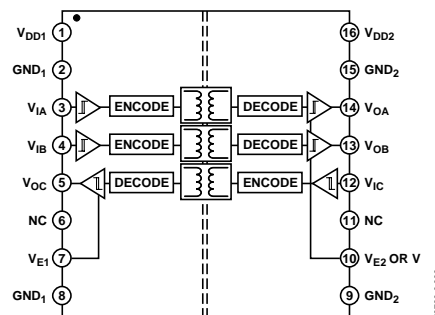 VDD1 1 16 VDD2
GND1 2 15 GND2
VIA 3 ENCODE DECODE 14 VOA
VIB 4 ENCODE DECODE 13 VOB
VOC 5 DECODE ENCODE 12 VIC
NC 6 11 NC
VE1 7 10 VE2 OR V
GND1 8 9 GND2